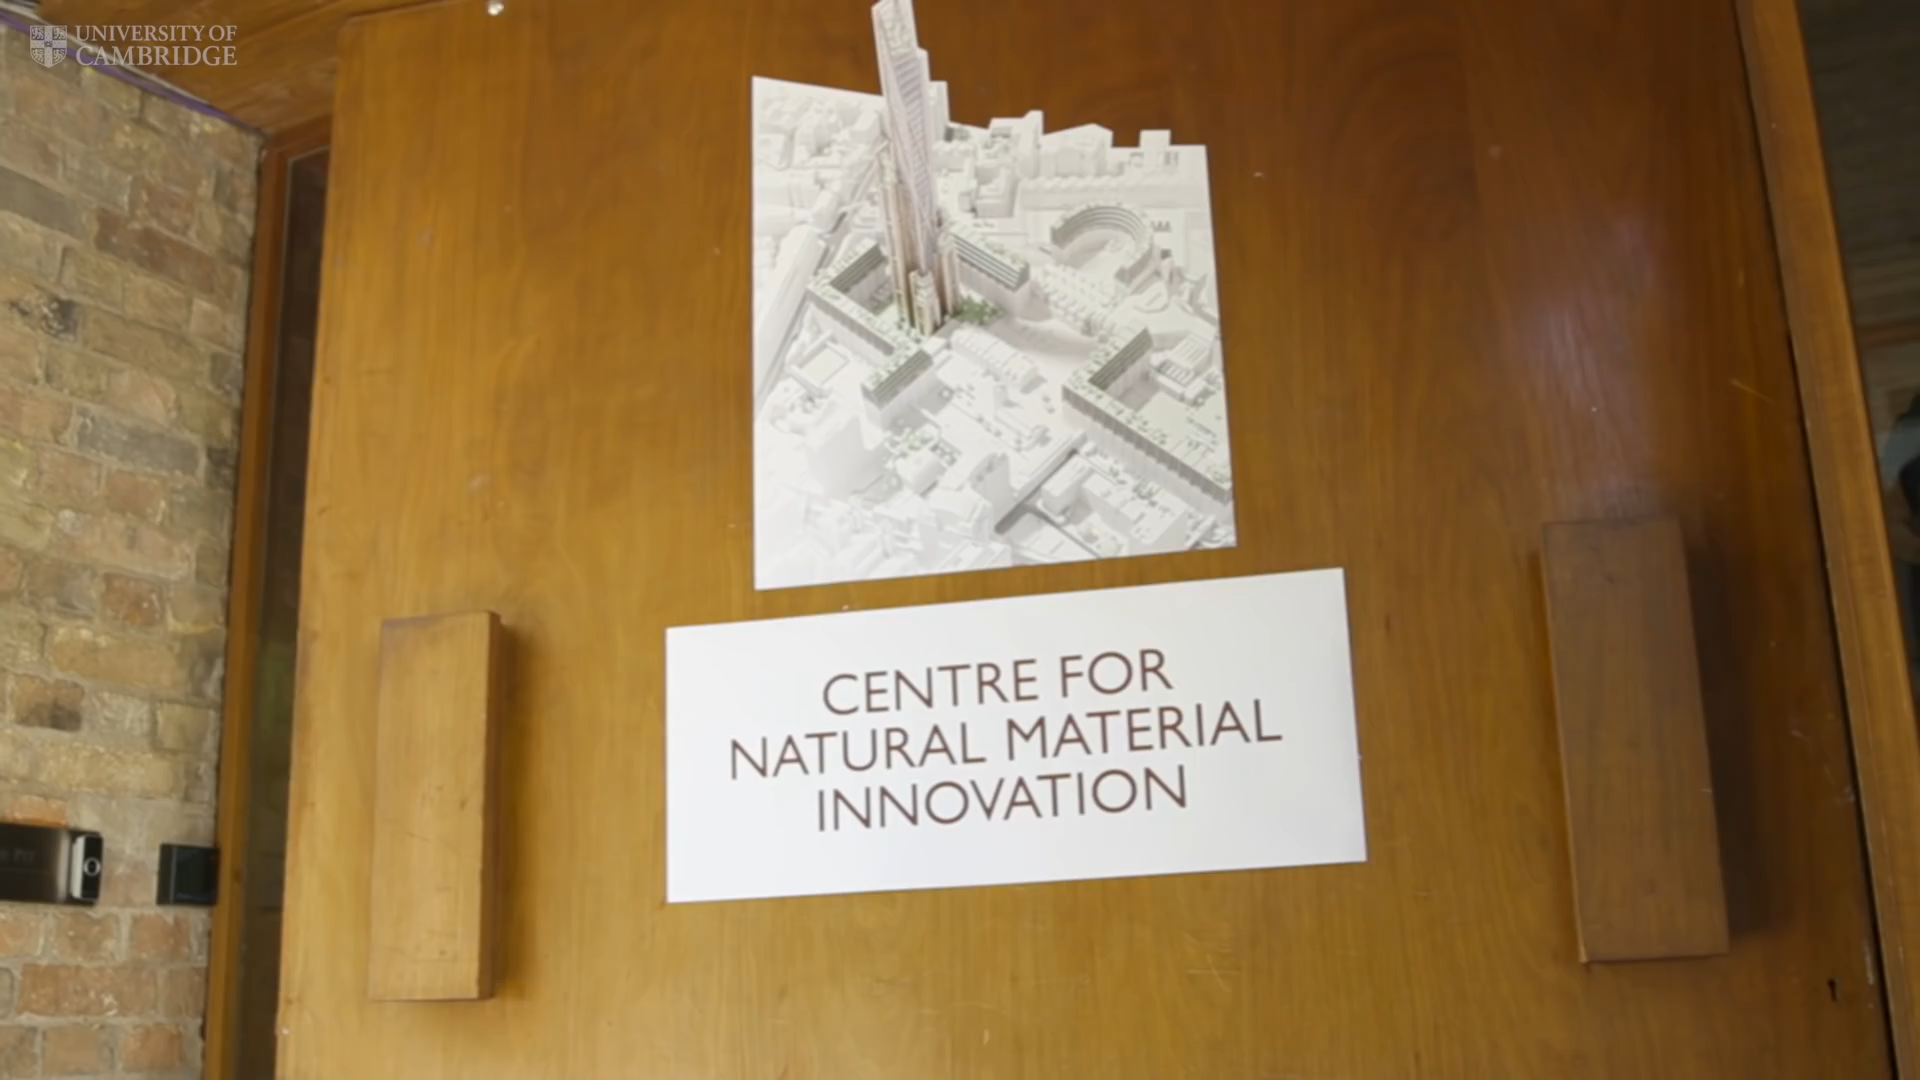 UNIVERSITY OF
CAMBRIDGE
CENTRE FOR
NATURAL MATERIAL
INNOVATION